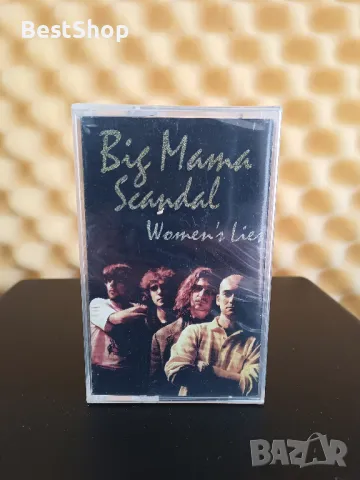 BestShop
Big Mama
Scandal
Women's Lies
BAZAR